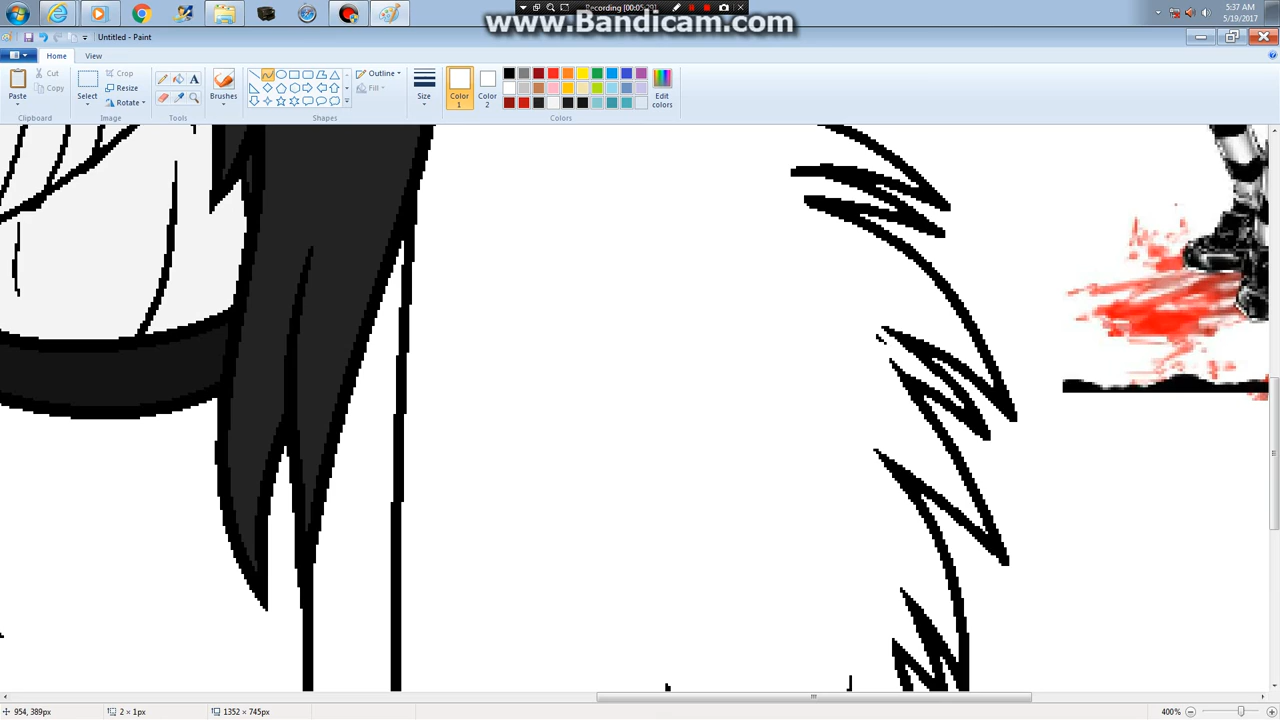 Recording [00:05:29]
www.Bandicam.com
5:37 AM
5/19/2017
Untitled - Paint
Home
View
Paste
Cut
Copy
Clipboard
Select
Crop
Resize
Rotate
Image
A
Tools
Brushes
Outline
Fill
Shapes
Size
Color
1
Color
2
Edit
colors
Colors
954, 389px
2 × 1px
1352 × 745px
400%